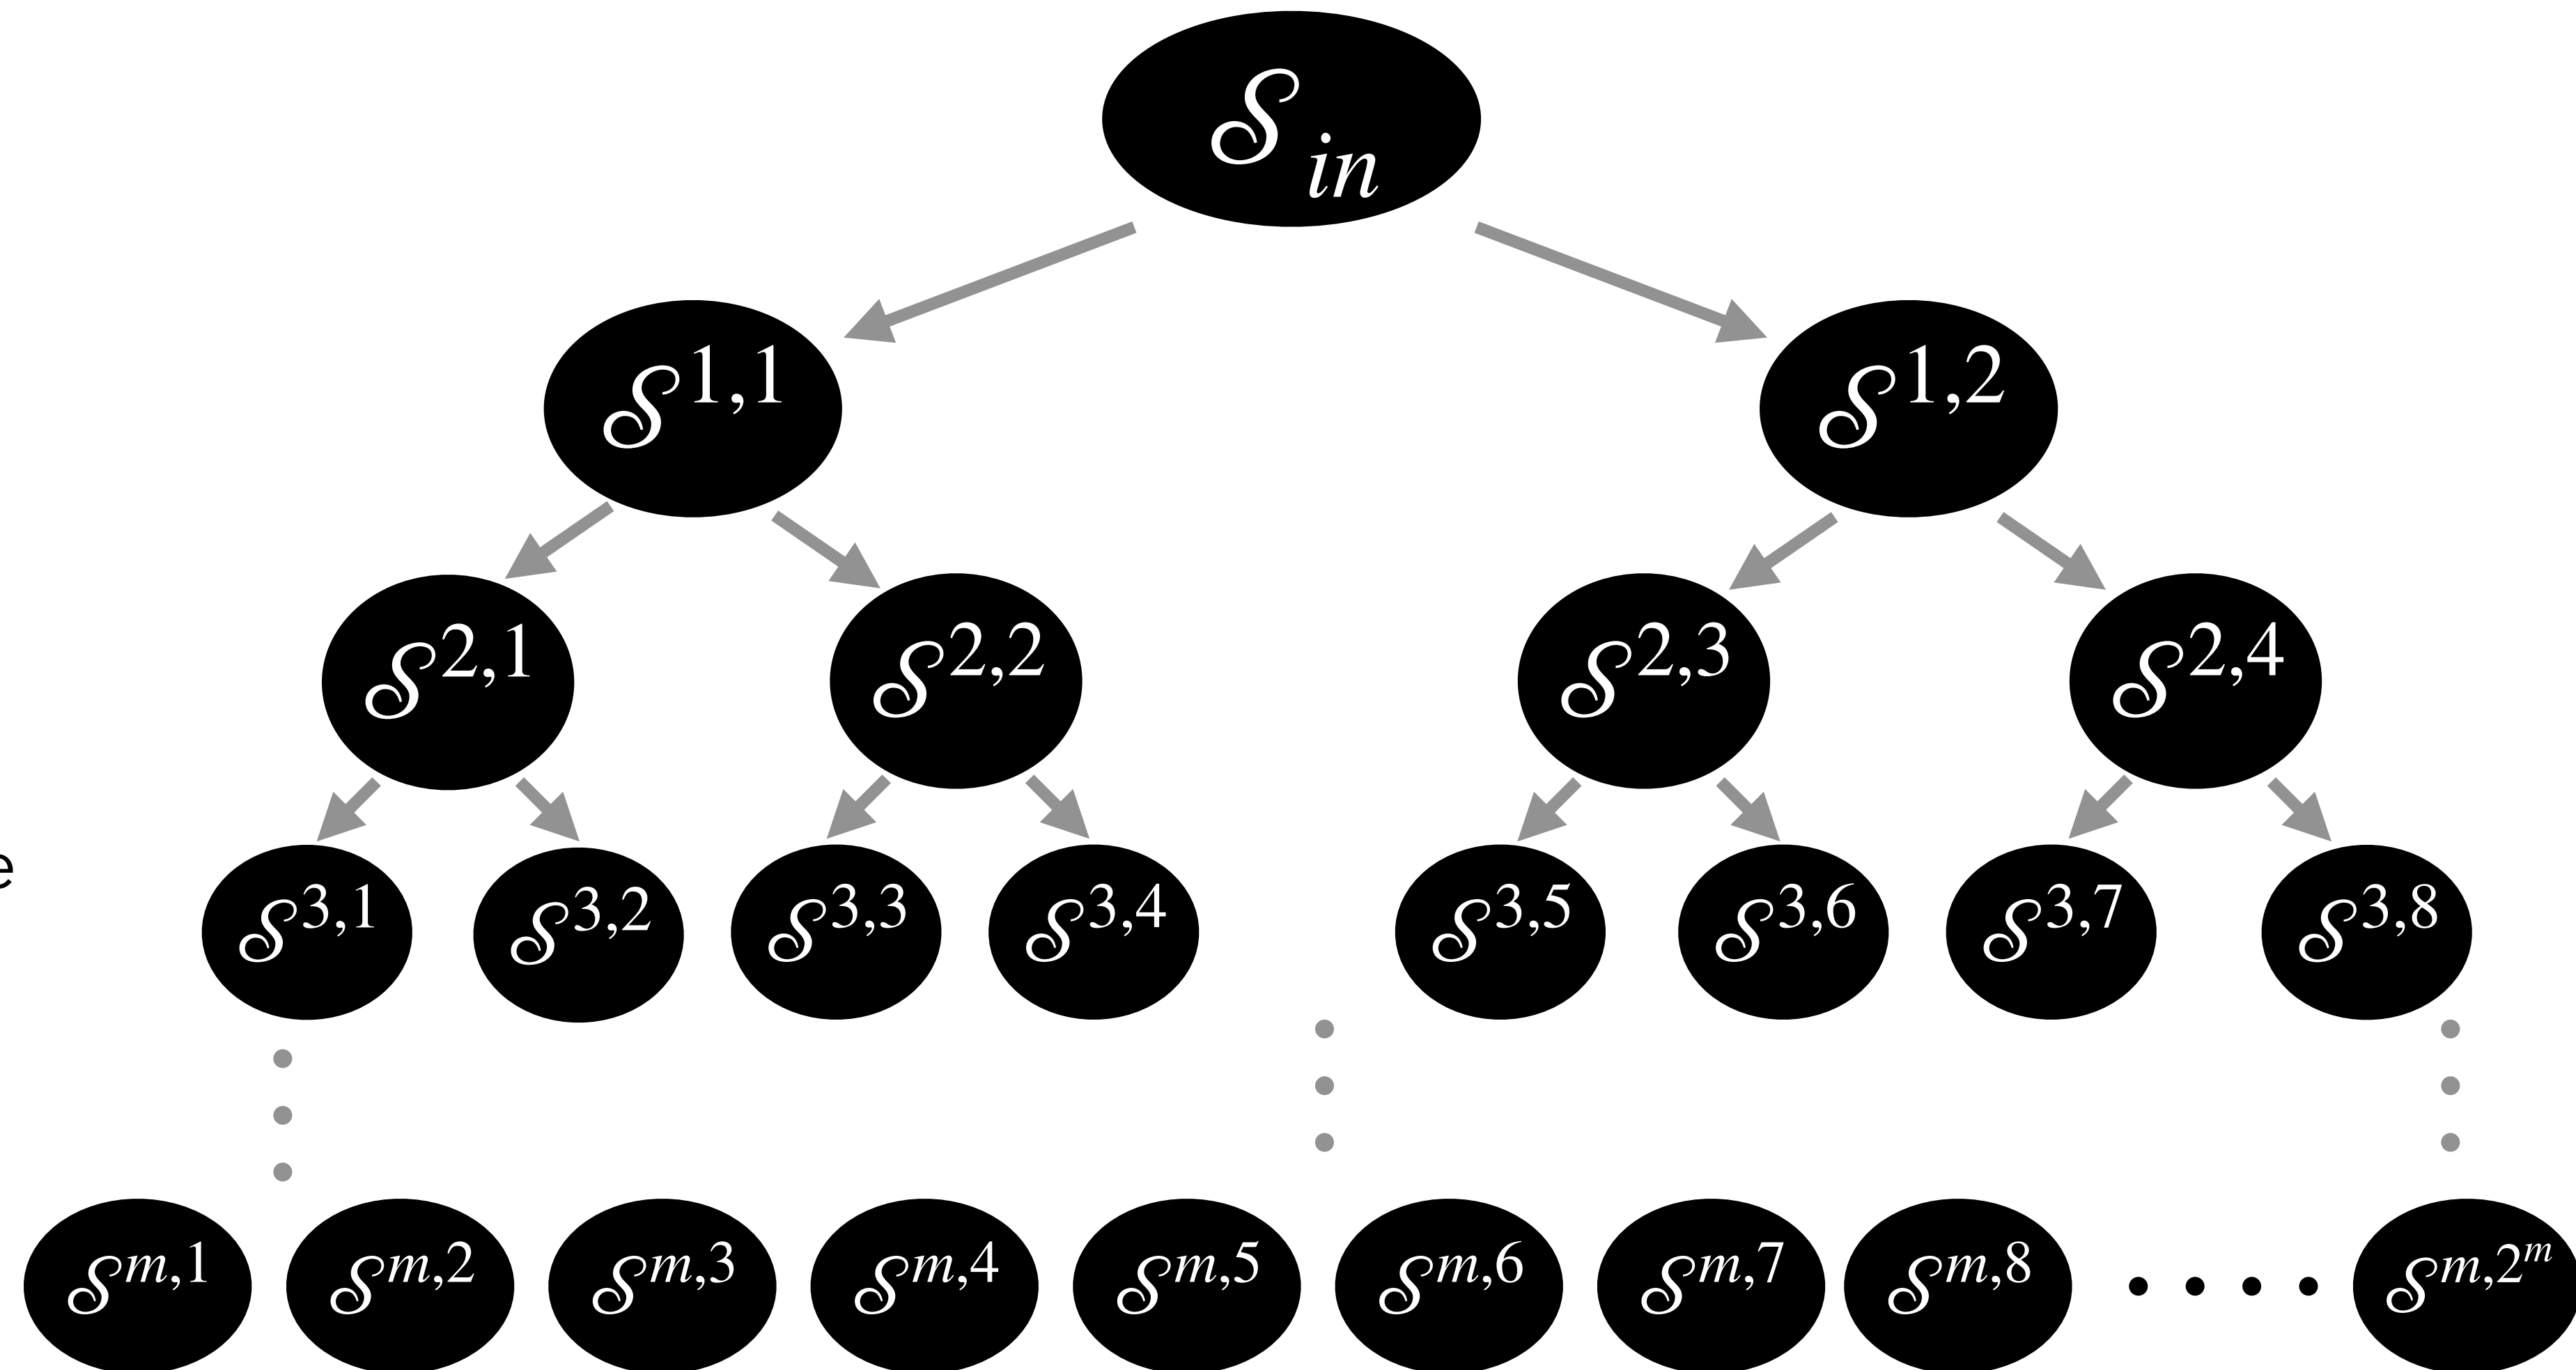 𝒮 in
𝒮1,1 𝒮1,2
𝒮2,1 𝒮2,2 𝒮2,3 𝒮2,4
e 𝒮3,1 𝒮3,2 𝒮3,3 𝒮3,4 𝒮3,5 𝒮3,6 𝒮3,7 𝒮3,8
𝒮m,1 𝒮m,2 𝒮m,3 𝒮m,4 𝒮m,5 𝒮m,6 𝒮m,7 𝒮m,8 • • • • 𝒮m,2m